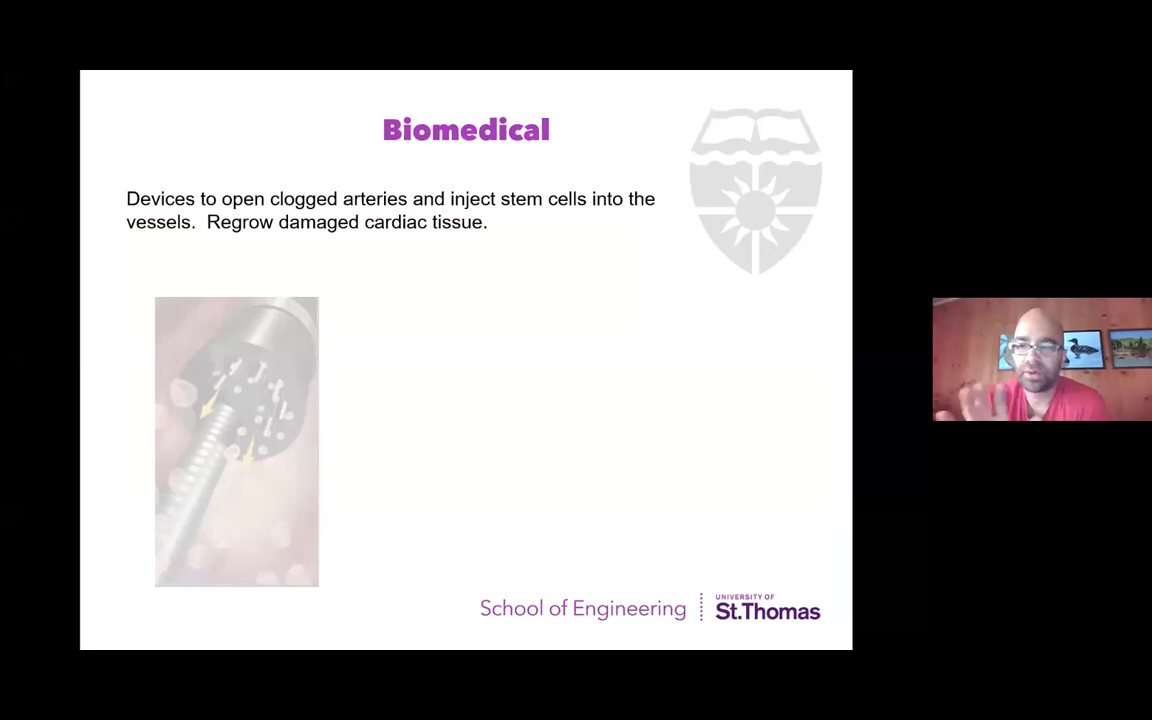 Biomedical
Devices to open clogged arteries and inject stem cells into the
vessels.  Regrow damaged cardiac tissue.
School of Engineering
UNIVERSITY OF
St.Thomas